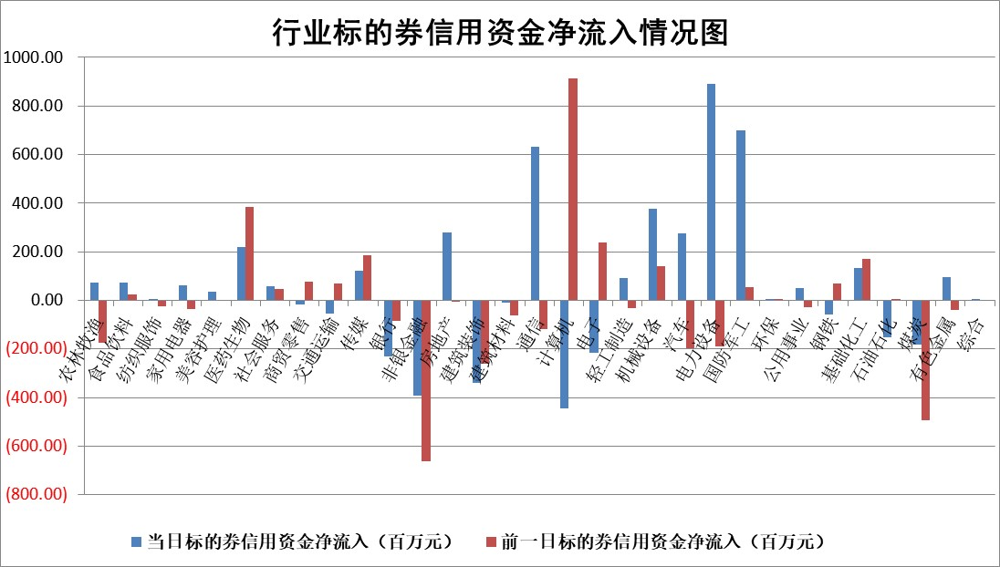 行业标的券信用资金净流入情况图
1000.00
800.00
600.00
400.00
200.00
0.00
(200.00)
(400.00)
(600.00)
(800.00)
农林牧渔
食品饮料
纺织服饰
家用电器
美容护理
医药生物
社会服务
商贸零售
交通运输
传媒
银行
非银金融
房地产
建筑装饰
建筑材料
通信
计算机
电子
轻工制造
机械设备
汽车
电力设备
国防军工
环保
公用事业
钢铁
基础化工
石油石化
煤炭
有色金属
综合
当日标的券信用资金净流入（百万元） 前一日标的券信用资金净流入（百万元）